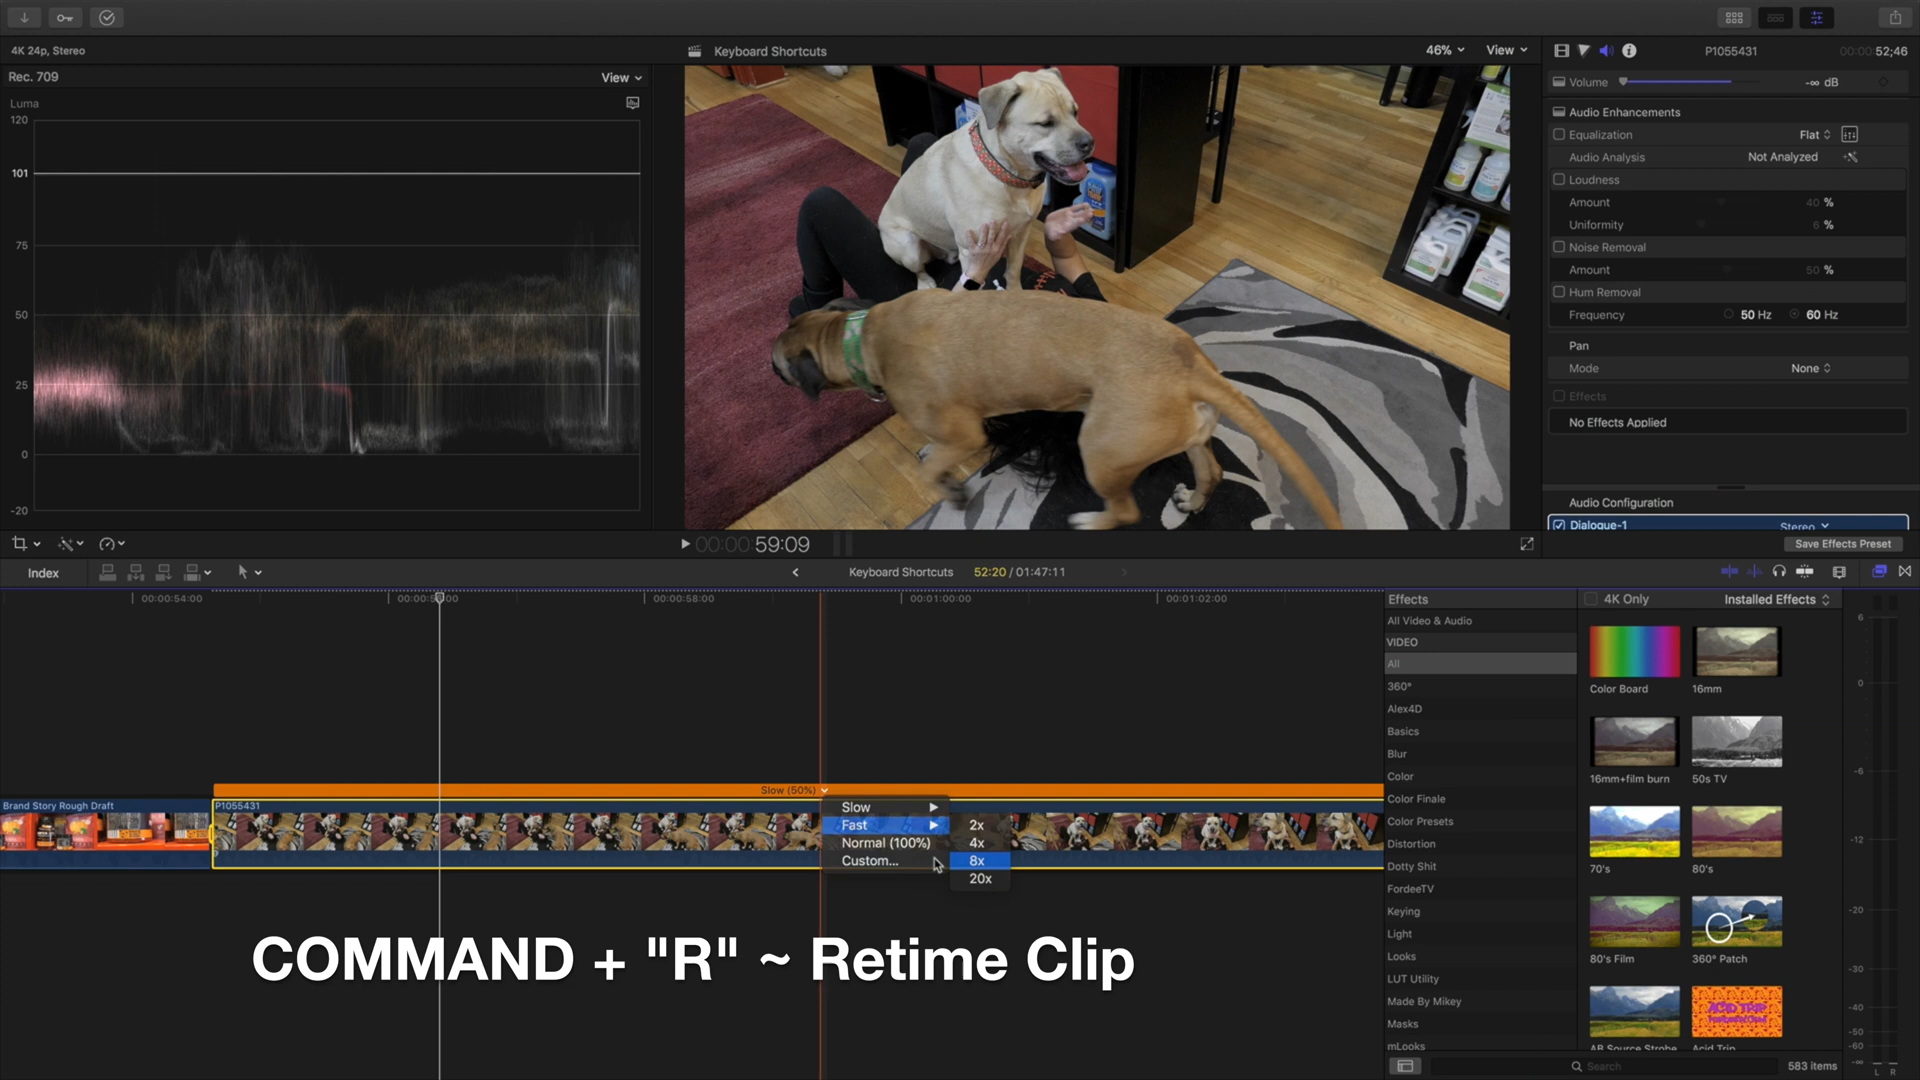 4K 24p, Stereo
Keyboard Shortcuts
46%
View
P1055431
00:00:52;46
Rec. 709
View
Volume
-∞ dB
Luma
120
101
75
50
25
0
-20
Audio Enhancements
Equalization
Flat
Audio Analysis
Not Analyzed
Loudness
Amount
40 %
Uniformity
6 %
Noise Removal
Amount
50 %
Hum Removal
Frequency
50 Hz
60 Hz
Pan
Mode
None
Effects
No Effects Applied
Audio Configuration
Dialogue-1
Stereo
Save Effects Preset
00:00:59:09
Index
Keyboard Shortcuts
52:20 / 01:47:11
00:00:54:00
00:00:58:00
00:01:00:00
00:01:02:00
Effects
4K Only
Installed Effects
All Video & Audio
VIDEO
All
360°
Alex4D
Basics
Blur
Color
Color Finale
Color Presets
Distortion
Dotty Shit
FordeeTV
Keying
Light
Looks
LUT Utility
Made By Mikey
Masks
mLooks
Color Board
16mm
16mm+film burn
50s TV
70's
80's
80's Film
360° Patch
ACID TRIP
AB Source Strobe
Acid Trip
Search
583 items
6
0
-6
-12
-20
-30
-40
-50
-60
-∞
L R
Slow (50%)
Brand Story Rough Draft
P1055431
Slow
Fast
Normal (100%)
Custom...
2x
4x
8x
20x
COMMAND + "R" ~ Retime Clip